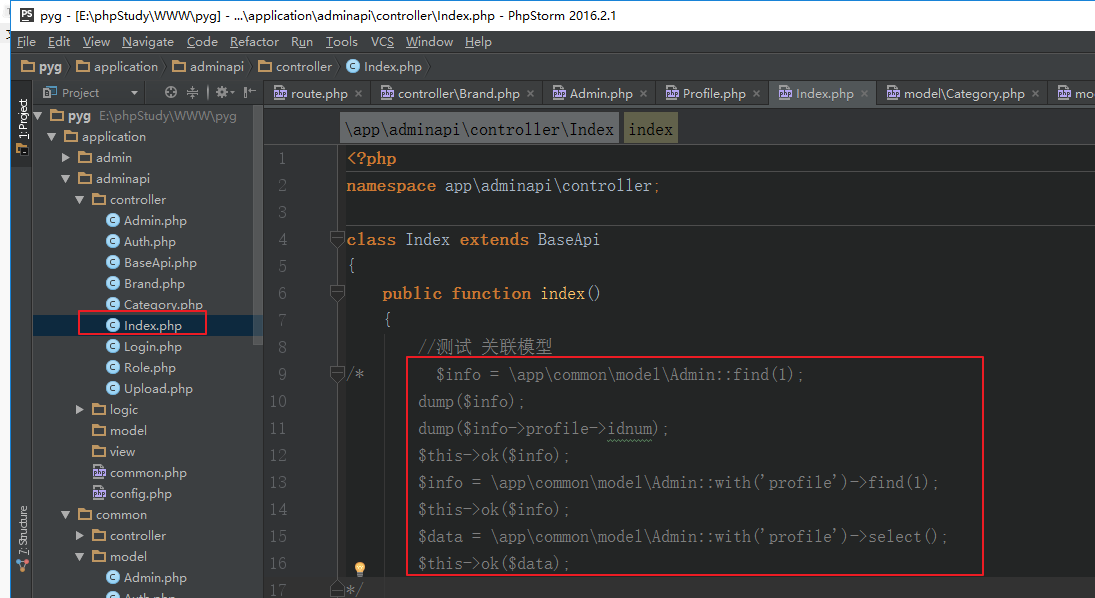 pyg - [E:\phpStudy\WWW\pyg] - ...\application\adminapi\controller\Index.php - PhpStorm 2016.2.1
File Edit View Navigate Code Refactor Run Tools VCS Window Help
pyg application adminapi controller Index.php
Project
route.php controller\Brand.php Admin.php Profile.php Index.php model\Category.php mo
1: Project
7: Structure
pyg E:\phpStudy\WWW\pyg
application
admin
adminapi
controller
Admin.php
Auth.php
BaseApi.php
Brand.php
Category.php
Index.php
Login.php
Role.php
Upload.php
logic
model
view
common.php
config.php
common
controller
model
Admin.php
Auth.php
\app\adminapi\controller\Index index
1 <?php
2 namespace app\adminapi\controller;
3
4 class Index extends BaseApi
5 {
6 public function index()
7 {
8 //测试 关联模型
9 /* $info = \app\common\model\Admin::find(1);
10 dump($info);
11 dump($info->profile->idnum);
12 $this->ok($info);
13 $info = \app\common\model\Admin::with('profile')->find(1);
14 $this->ok($info);
15 $data = \app\common\model\Admin::with('profile')->select();
16 $this->ok($data);
17 */